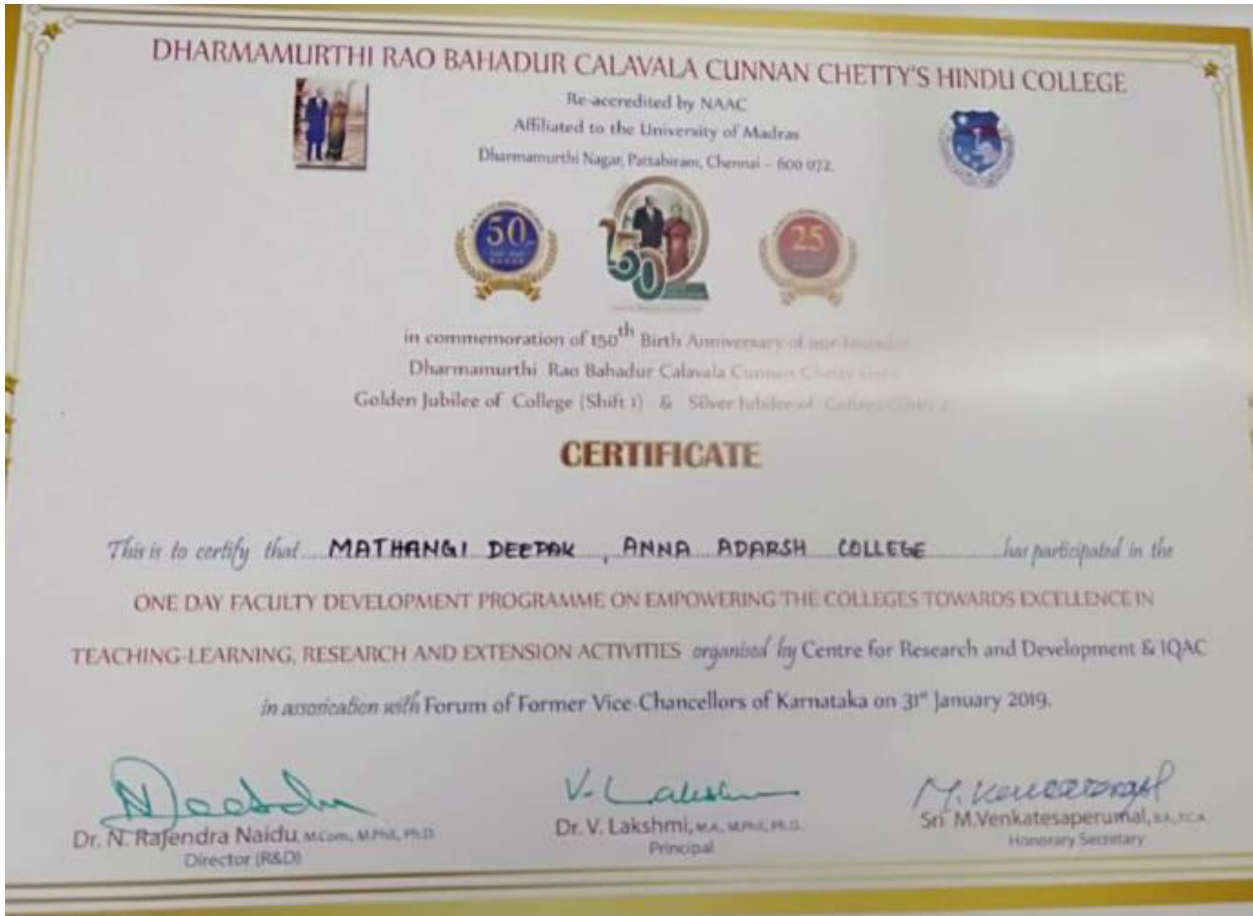 DHARMAMURTHI RAO BAHADUR CALAVALA CUNNAN CHETTY'S HINDU COLLEGE
Re-accredited by NAAC
Affiliated to the University of Madras
Dharmamurthi Nagar, Pattabiram, Chennai – 600 072.
50
150
25
in commemoration of 150th Birth Anniversary of our
Dharmamurthi Rao Bahadur Calavala Cunnan Chetty
Golden Jubilee of College (Shift 1) & Silver Jubilee of College
CERTIFICATE
This is to certify that MATHANGI DEEPAK, ANNA ADARSH COLLEGE has participated in the
ONE DAY FACULTY DEVELOPMENT PROGRAMME ON EMPOWERING THE COLLEGES TOWARDS EXCELLENCE IN
TEACHING-LEARNING, RESEARCH AND EXTENSION ACTIVITIES organised by Centre for Research and Development & IQAC
in association with Forum of Former Vice-Chancellors of Karnataka on 31st January 2019.
V. Lakshmi
Dr. N. Rajendra Naidu, M.Com., M.Phil., Ph.D.
Director (R&D)
Dr. V. Lakshmi, M.A., M.Phil., Ph.D.
Principal
Sri M.Venkatesaperumal, B.A., F.C.A.
Honorary Secretary